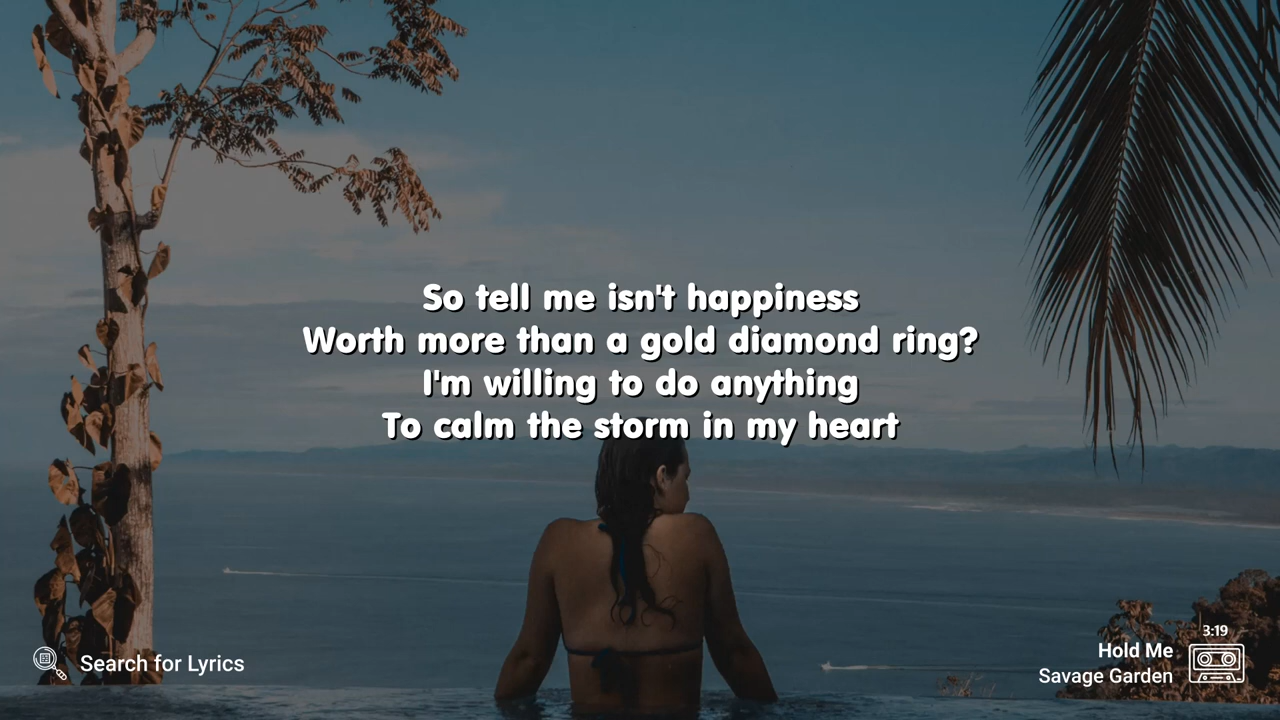 So tell me isn't happiness
Worth more than a gold diamond ring?
I'm willing to do anything
To calm the storm in my heart
Search for Lyrics
3:19
Hold Me
Savage Garden